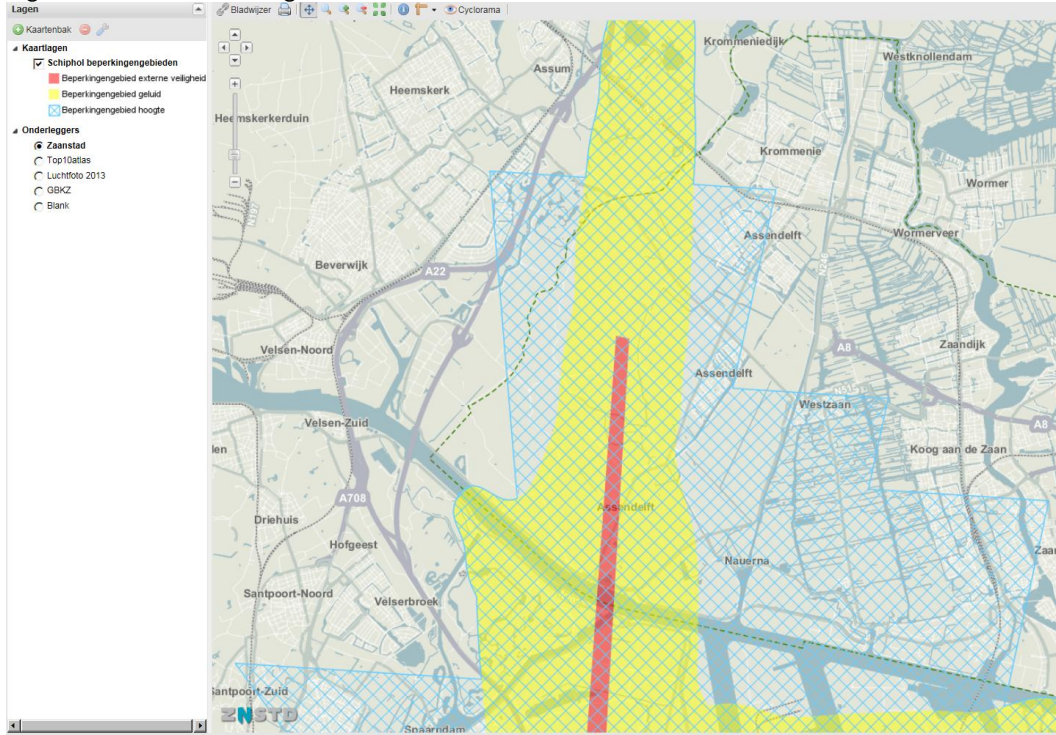 Lagen
Kaartenbak
Kaartlagen
Schiphol beperkingengebieden
Beperkingengebied externe veiligheid
Beperkingengebied geluid
Beperkingengebied hoogte
Onderleggers
Zaanstad
Top10atlas
Luchtfoto 2013
GBKZ
Blank
Bladwijzer
Cyclorama
Krommeniedijk
Westknollendam
Assum
Heemskerk
Heemskerkerduin
Krommenie
Wormer
Assendelft
Wormerveer
Beverwijk
A22
Velsen-Noord
A8
Zaandijk
Assendelft
Westzaan
Velsen-Zuid
A8
Koog aan de Zaan
A708
Assendelft
Driehuis
Hofgeest
Nauerna
Santpoort-Noord
Velserbroek
Santpoort-Zuid
ZNSTD
Spaarndam